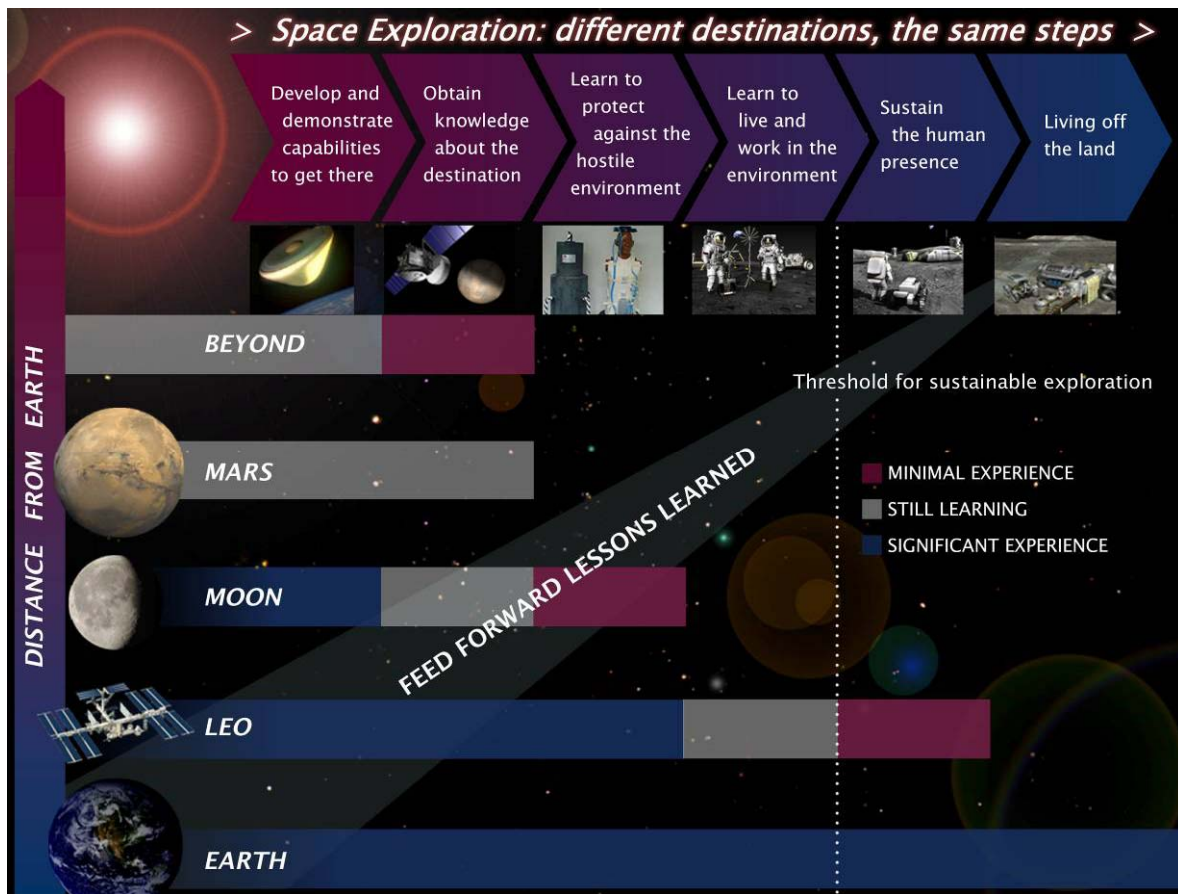 > Space Exploration: different destinations, the same steps >
Develop and
demonstrate
capabilities
to get there
Obtain
knowledge
about the
destination
Learn to
protect
against the
hostile
environment
Learn to
live and
work in the
environment
Sustain
the human
presence
Living off
the land
DISTANCE FROM EARTH
BEYOND
Threshold for sustainable exploration
MARS
MINIMAL EXPERIENCE
STILL LEARNING
SIGNIFICANT EXPERIENCE
FEED FORWARD LESSONS LEARNED
MOON
LEO
EARTH